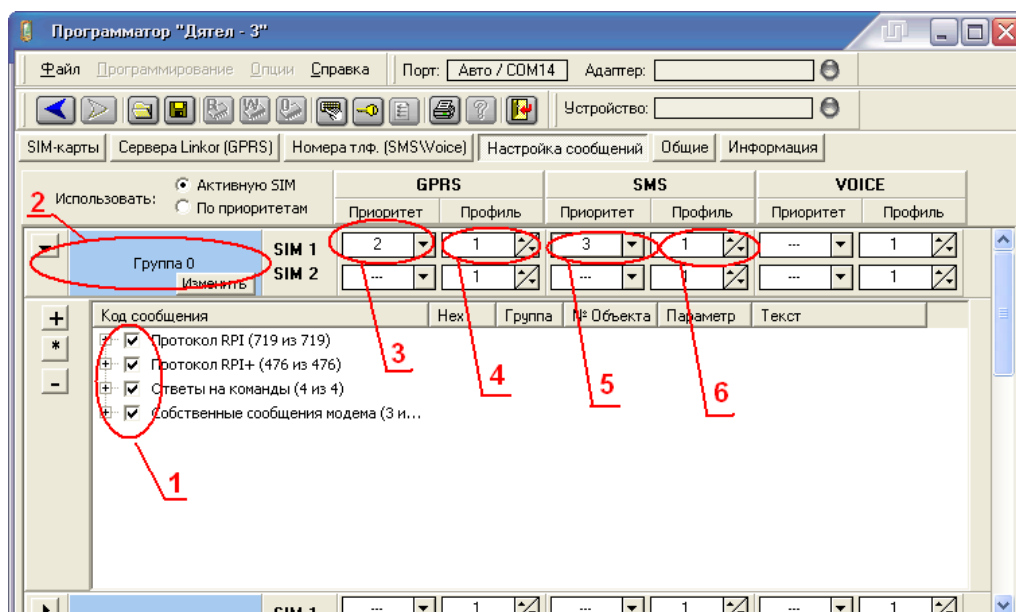 Программатор "Дятел - 3"
Файл Программирование Опции Справка Порт: Авто / COM14 Адаптер:
Устройство:
SIM-карты Сервера Linkor (GPRS) Номера тлф. (SMS\Voice) Настройка сообщений Общие Информация
Использовать: Активную SIM По приоритетам
GPRS SMS VOICE
Приоритет Профиль Приоритет Профиль Приоритет Профиль
2
Группа 0 Изменить
SIM 1 2 1 3 1 --- 1
SIM 2 --- 1 --- 1 --- 1
+ Код сообщения Hex Группа № Объекта Параметр Текст
* Протокол RPI (719 из 719)
Протокол RPI+ (476 из 476)
- Ответы на команды (4 из 4)
Собственные сообщения модема (3 и...
3 4 5 6
1
SIM 1 --- 1 --- 1 --- 1